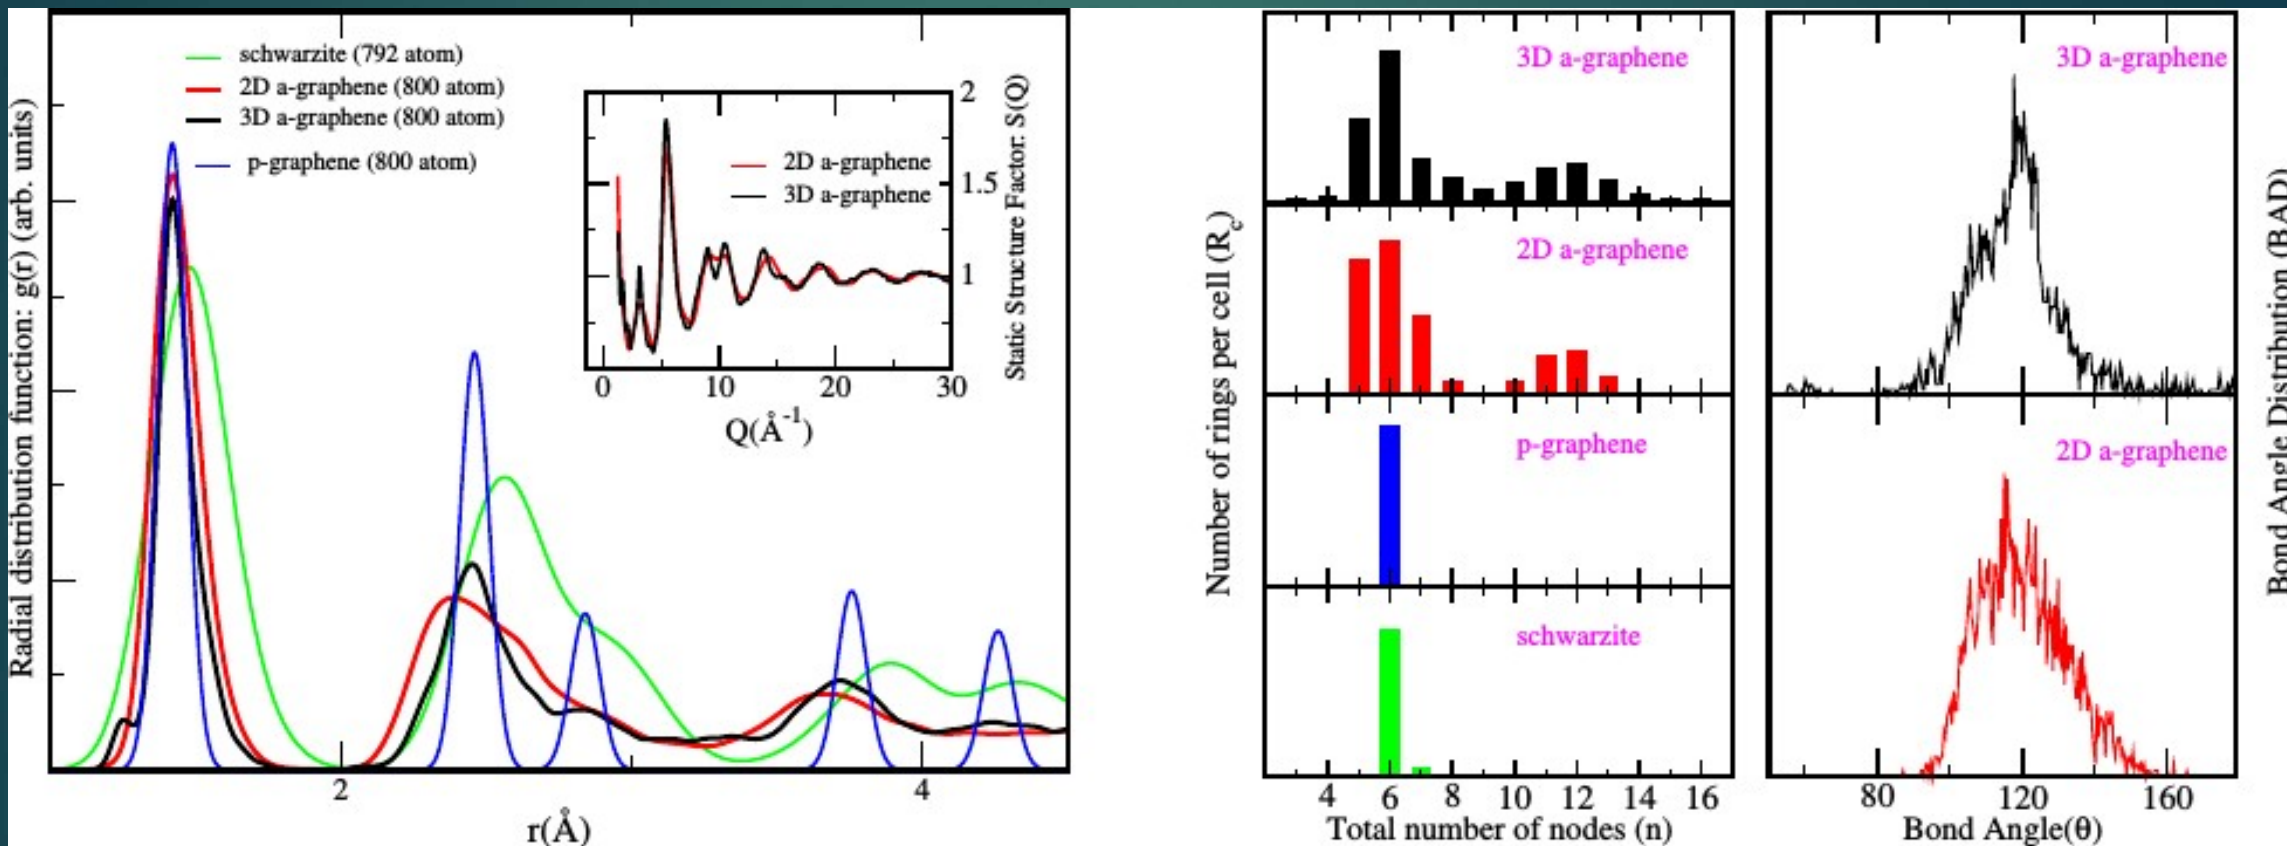 Radial distribution function: g(r) (arb. units)
schwarzite (792 atom)
2D a-graphene (800 atom)
3D a-graphene (800 atom)
p-graphene (800 atom)
2D a-graphene
3D a-graphene
2
1.5
1
Static Structure Factor: S(Q)
0 10 20 30
Q(Å-1)
2 4
r(Å)
Number of rings per cell (Rc)
3D a-graphene
2D a-graphene
p-graphene
schwarzite
4 6 8 10 12 14 16
Total number of nodes (n)
3D a-graphene
2D a-graphene
80 120 160
Bond Angle(θ)
Bond Angle Distribution (BAD)